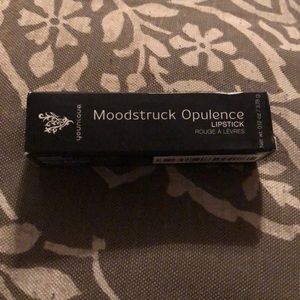 younique
Moodstruck Opulence
LIPSTICK
ROUGE À LÈVRES